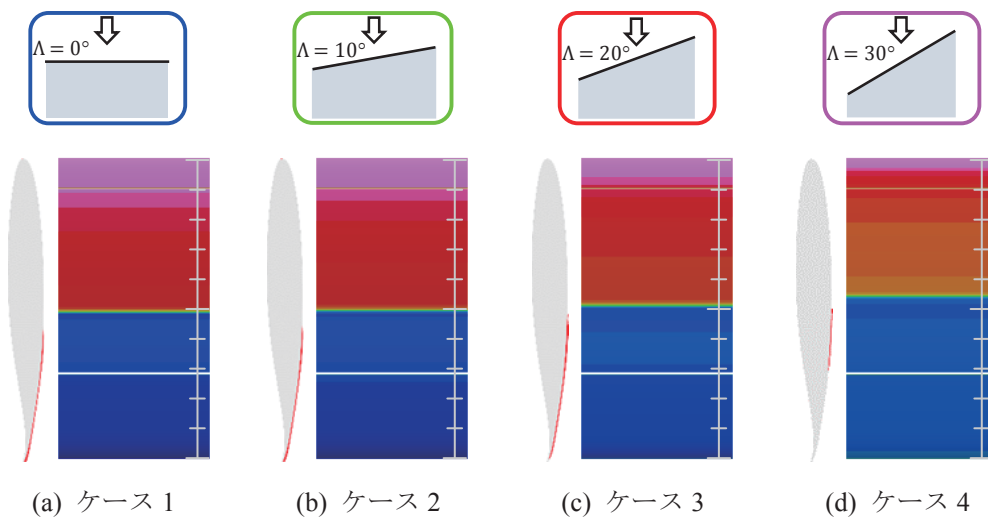 Λ = 0°
Λ = 10°
Λ = 20°
Λ = 30°
(a) ケース 1
(b) ケース 2
(c) ケース 3
(d) ケース 4